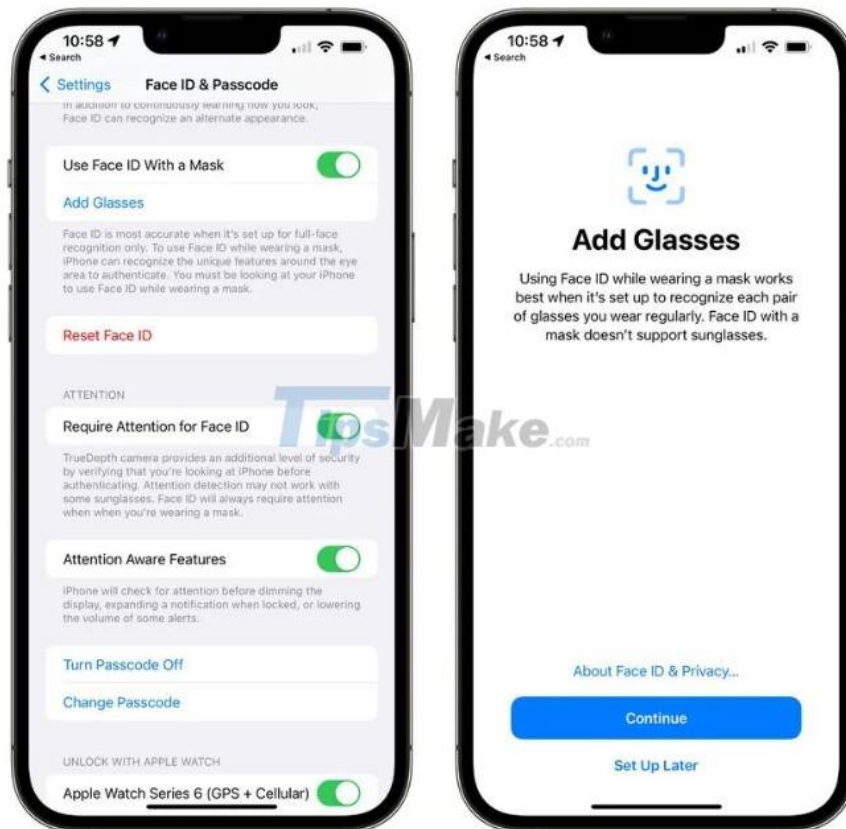 10:58
Search
Settings
Face ID & Passcode
In addition to continuously learning how you look,
Face ID can recognize an alternate appearance.
Use Face ID With a Mask
Add Glasses
Face ID is most accurate when it's set up for full-face
recognition only. To use Face ID while wearing a mask,
iPhone can recognize the unique features around the eye
area to authenticate. You must be looking at your iPhone
to use Face ID while wearing a mask.
Reset Face ID
ATTENTION
Require Attention for Face ID
TrueDepth camera provides an additional level of security
by verifying that you're looking at iPhone before
authenticating. Attention detection may not work with
some sunglasses. Face ID will always require attention
when when you're wearing a mask.
Attention Aware Features
iPhone will check for attention before dimming the
display, expanding a notification when locked, or lowering
the volume of some alerts.
Turn Passcode Off
Change Passcode
UNLOCK WITH APPLE WATCH
Apple Watch Series 6 (GPS + Cellular)
10:58
Search
Add Glasses
Using Face ID while wearing a mask works
best when it's set up to recognize each pair
of glasses you wear regularly. Face ID with a
mask doesn't support sunglasses.
About Face ID & Privacy...
Continue
Set Up Later
TipsMake.com